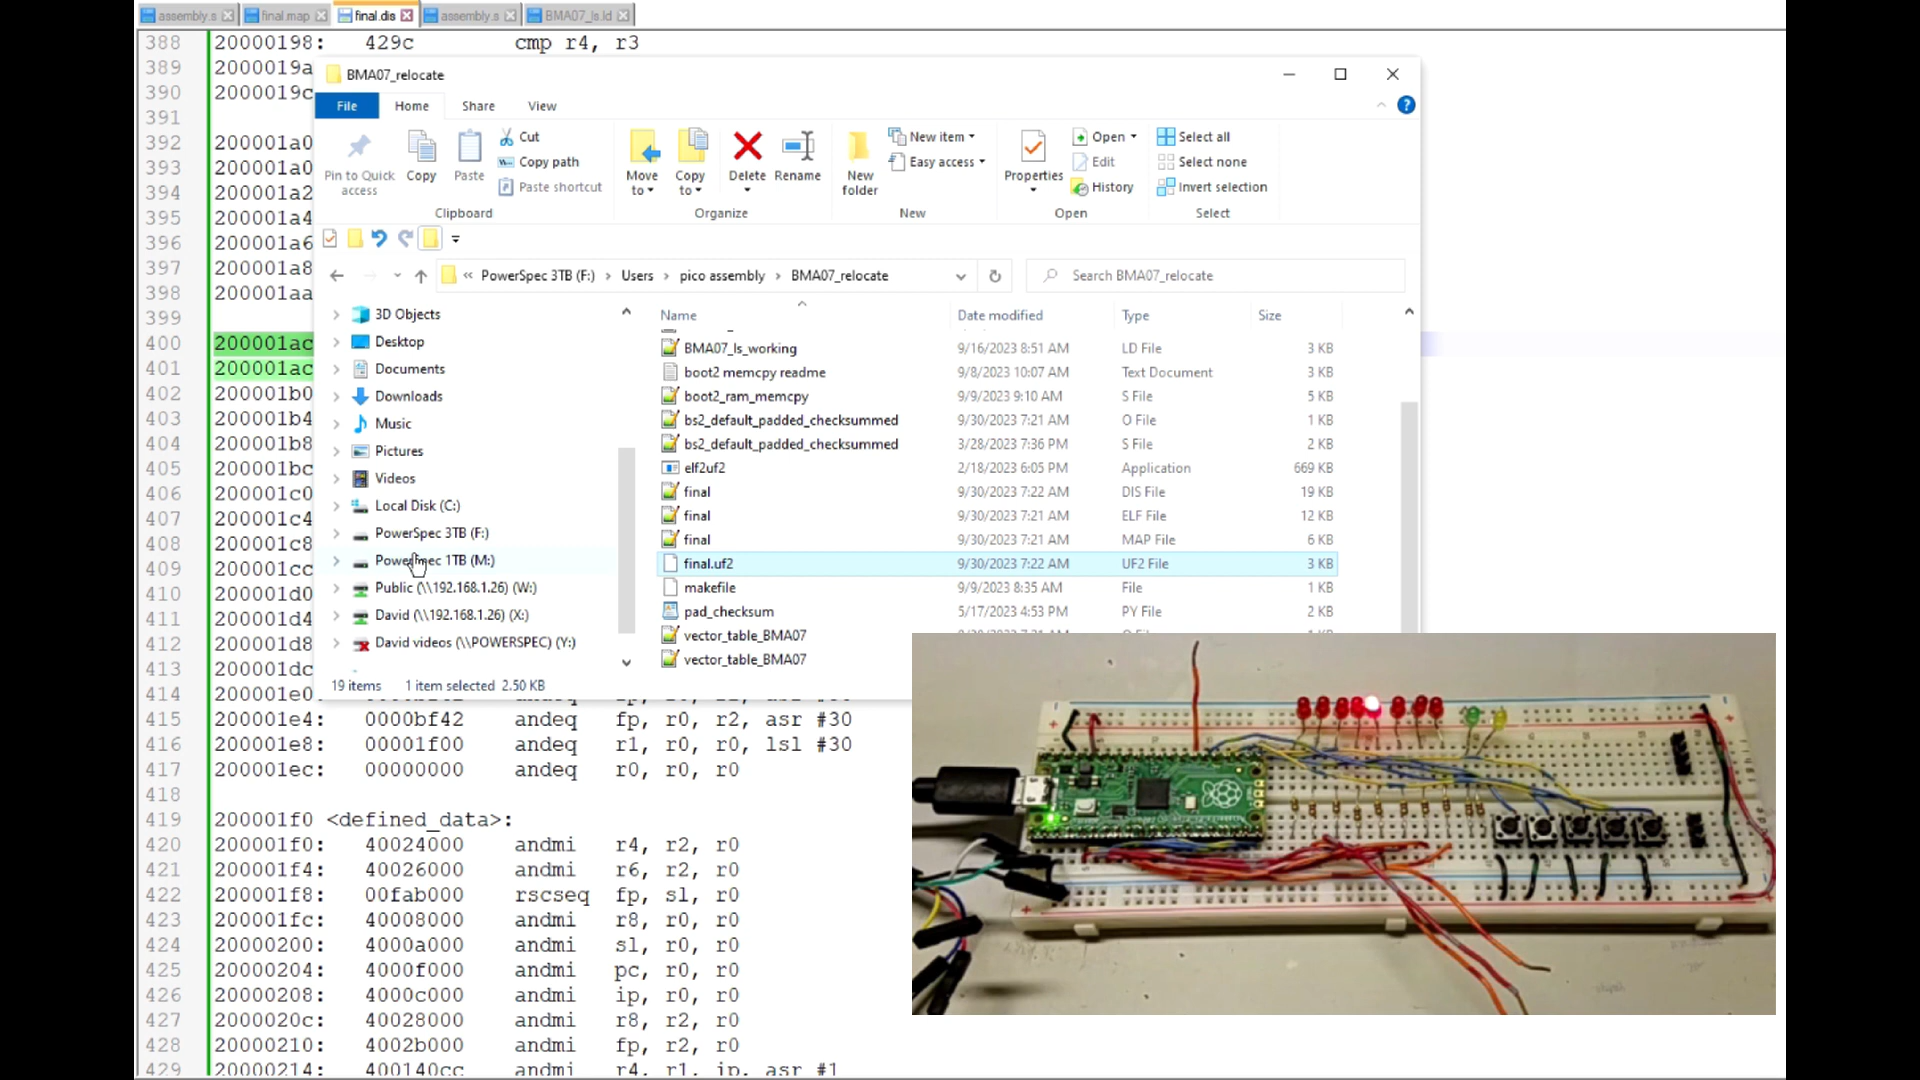 assembly.s
final.map
final.dis
assembly.s
BMA07_ls.ld
388 20000198: 429c cmp r4, r3
389 2000019a
390 2000019c
391
392 200001a0
393 200001a0
394 200001a2
395 200001a4
396 200001a6
397 200001a8
398 200001aa
399
400 200001ac
401 200001ac
402 200001b0
403 200001b4
404 200001b8
405 200001bc
406 200001c0
407 200001c4
408 200001c8
409 200001cc
410 200001d0
411 200001d4
412 200001d8
413 200001dc
414 200001e0
415 200001e4: 0000bf42 andeq fp, r0, r2, asr #30
416 200001e8: 00001f00 andeq r1, r0, r0, lsl #30
417 200001ec: 00000000 andeq r0, r0, r0
418
419 200001f0 <defined_data>:
420 200001f0: 40024000 andmi r4, r2, r0
421 200001f4: 40026000 andmi r6, r2, r0
422 200001f8: 00fab000 rscseq fp, sl, r0
423 200001fc: 40008000 andmi r8, r0, r0
424 20000200: 4000a000 andmi sl, r0, r0
425 20000204: 4000f000 andmi pc, r0, r0
426 20000208: 4000c000 andmi ip, r0, r0
427 2000020c: 40028000 andmi r8, r2, r0
428 20000210: 4002b000 andmi fp, r2, r0
429 20000214: 400140cc andmi r4, r1, ip, asr #1
BMA07_relocate
File Home Share View
Pin to Quick access
Copy
Paste
Cut
Copy path
Paste shortcut
Clipboard
Move to
Copy to
Delete
Rename
Organize
New folder
New item
Easy access
New
Properties
Open
Edit
History
Open
Select all
Select none
Invert selection
Select
« PowerSpec 3TB (F:) › Users › pico assembly › BMA07_relocate
Search BMA07_relocate
3D Objects
Desktop
Documents
Downloads
Music
Pictures
Videos
Local Disk (C:)
PowerSpec 3TB (F:)
PowerSpec 1TB (M:)
Public (\\192.168.1.26) (W:)
David (\\192.168.1.26) (X:)
David videos (\\POWERSPEC) (Y:)
Name Date modified Type Size
BMA07_ls_working 9/16/2023 8:51 AM LD File 3 KB
boot2 memcpy readme 9/8/2023 10:07 AM Text Document 3 KB
boot2_ram_memcpy 9/9/2023 9:10 AM S File 5 KB
bs2_default_padded_checksummed 9/30/2023 7:21 AM O File 1 KB
bs2_default_padded_checksummed 3/28/2023 7:36 PM S File 2 KB
elf2uf2 2/18/2023 6:05 PM Application 669 KB
final 9/30/2023 7:22 AM DIS File 19 KB
final 9/30/2023 7:21 AM ELF File 12 KB
final 9/30/2023 7:21 AM MAP File 6 KB
final.uf2 9/30/2023 7:22 AM UF2 File 3 KB
makefile 9/9/2023 8:35 AM File 1 KB
pad_checksum 5/17/2023 4:53 PM PY File 2 KB
vector_table_BMA07
vector_table_BMA07
19 items 1 item selected 2.50 KB